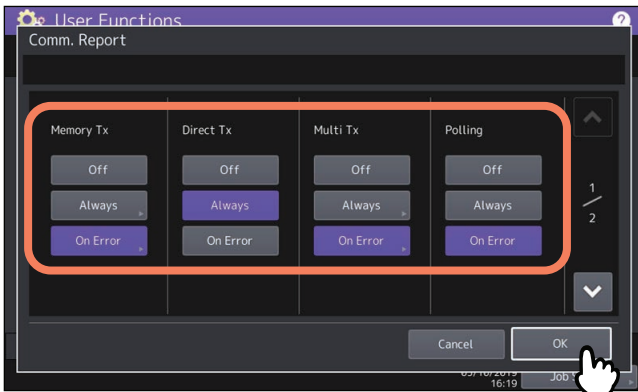 User Functions
?
Comm. Report
Memory Tx Direct Tx Multi Tx Polling
Off Off Off Off
Always Always Always Always
On Error On Error On Error On Error
1
2
Cancel OK
16:19 Job